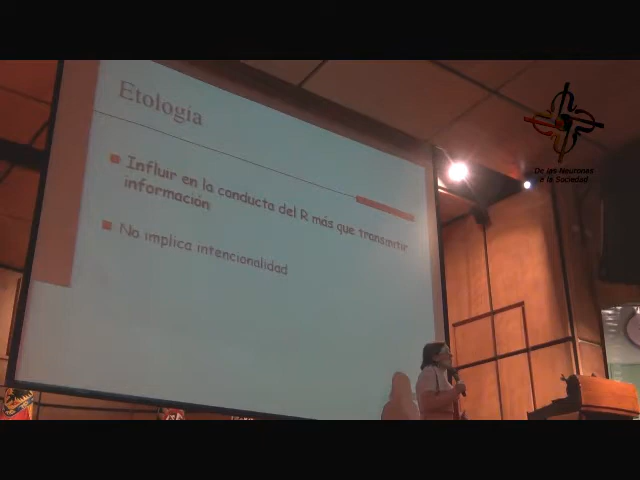 Etología
Influir en la conducta del R más que transmitir
información
No implica intencionalidad
De las Neuronas
a la Sociedad